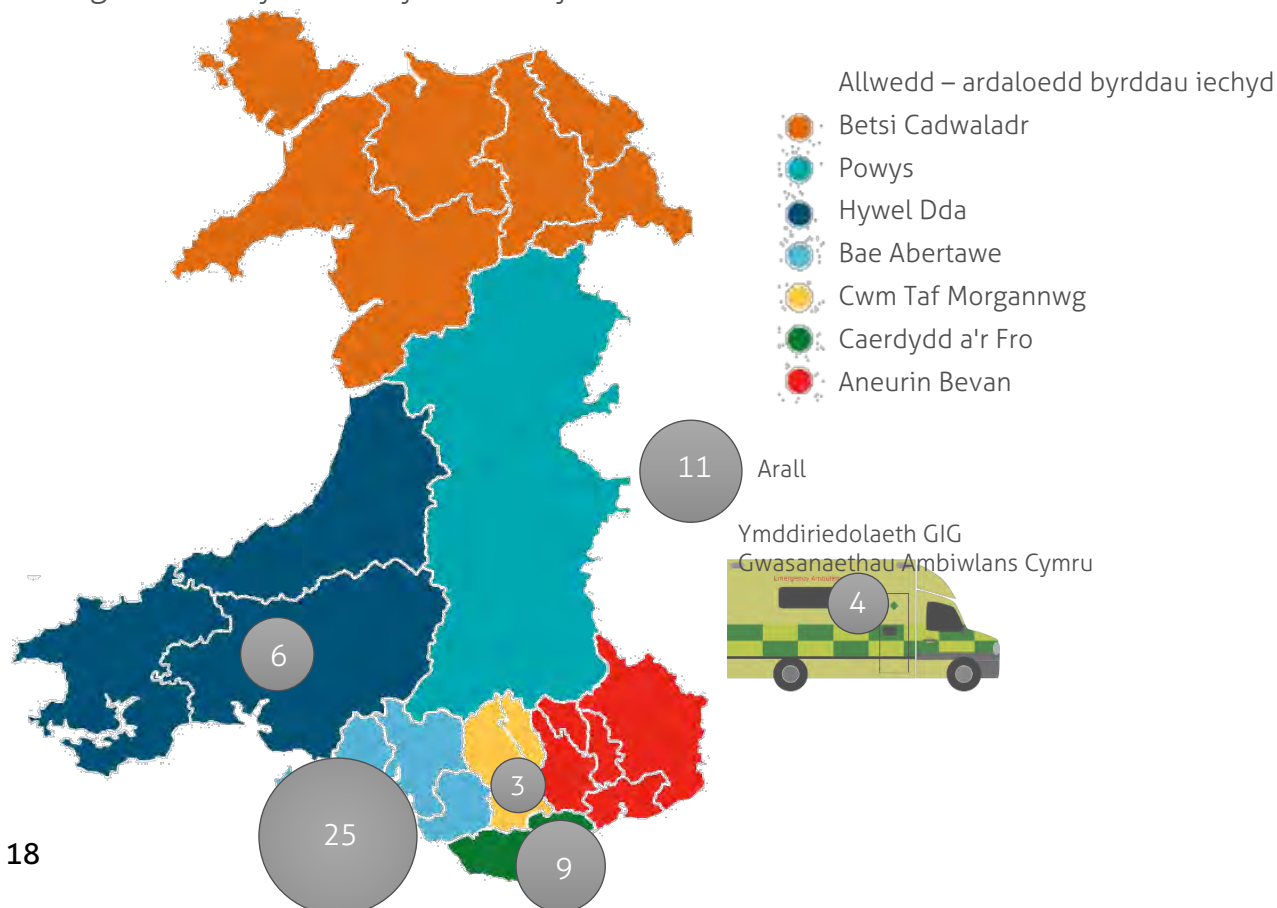 Allwedd – ardaloedd byrddau iechyd
Betsi Cadwaladr
Powys
Hywel Dda
Bae Abertawe
Cwm Taf Morgannwg
Caerdydd a'r Fro
Aneurin Bevan
11 Arall
Ymddiriedolaeth GIG
Gwasanaethau Ambiwlans Cymru
Emergency
4
6
3
25
9
18